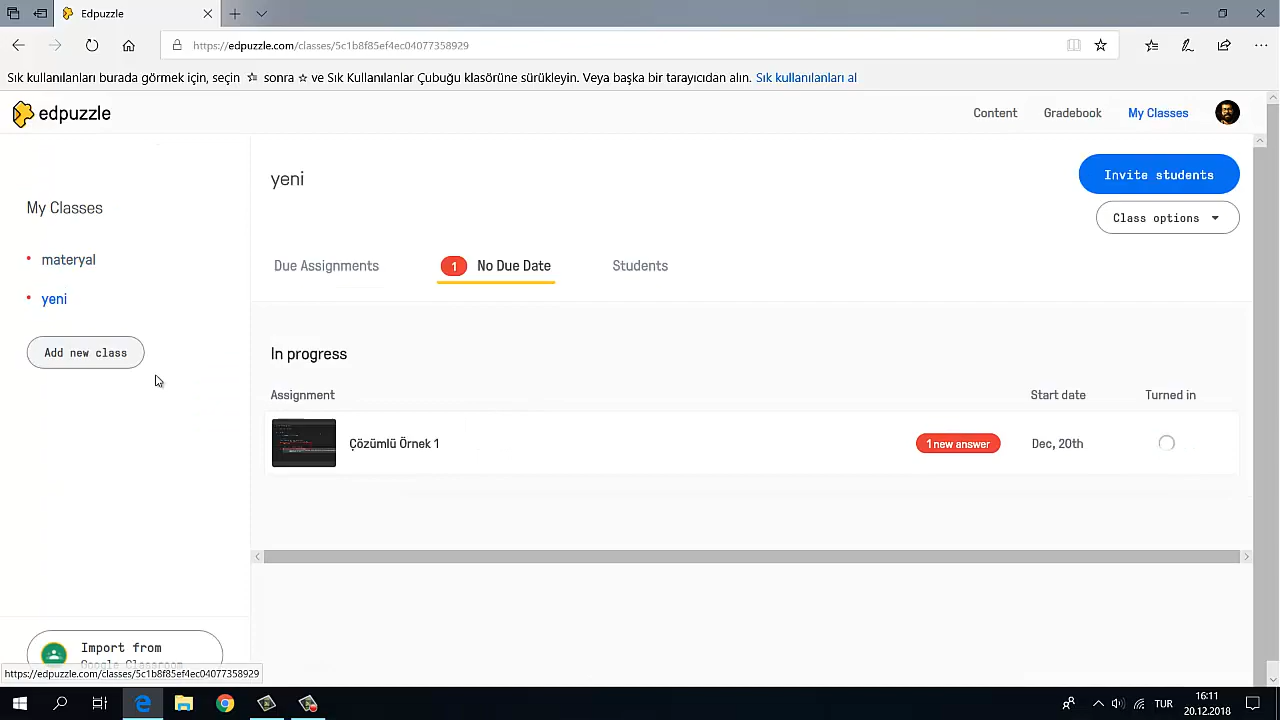 Edpuzzle
https://edpuzzle.com/classes/5c1b8f85ef4ec04077358929
Sık kullanılanları burada görmek için, seçin ☆ sonra ☆ ve Sık Kullanılanlar Çubuğu klasörüne sürükleyin. Veya başka bir tarayıcıdan alın. Sık kullanılanları al
edpuzzle
Content
Gradebook
My Classes
My Classes
materyal
yeni
Add new class
Import from
Google Classroom
yeni
Invite students
Class options
Due Assignments
1 No Due Date
Students
In progress
Assignment
Start date
Turned in
Çözümlü Örnek 1
1 new answer
Dec, 20th
https://edpuzzle.com/classes/5c1b8f85ef4ec04077358929
TUR
16:11
20.12.2018